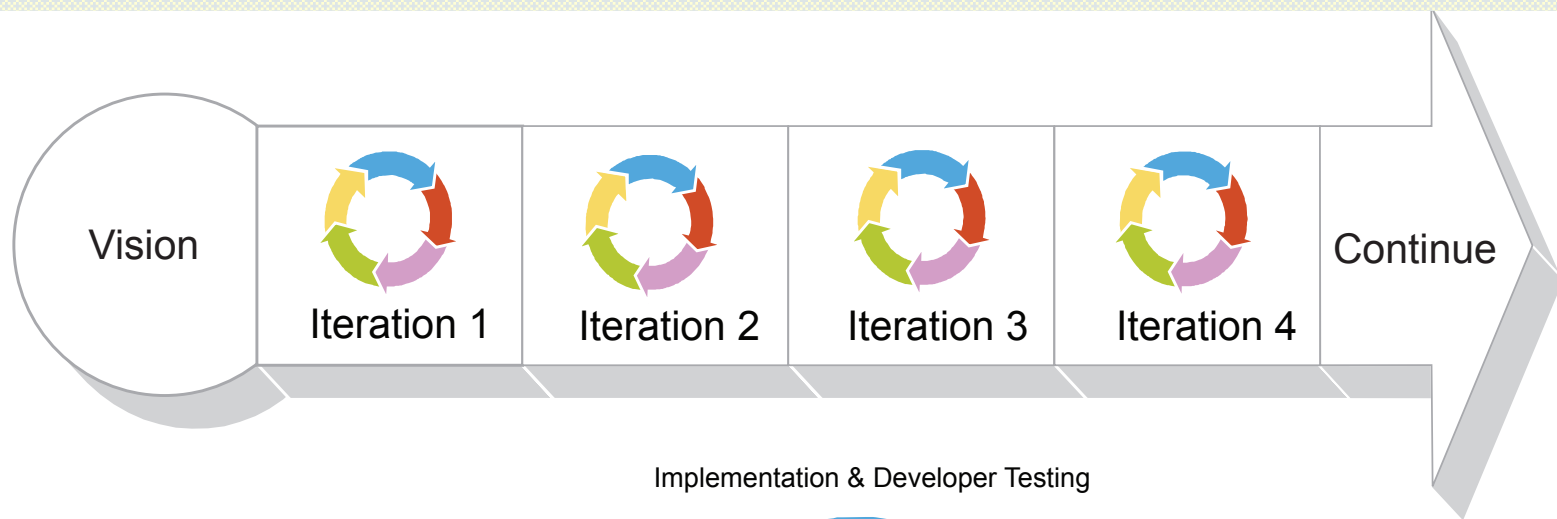 Vision
Iteration 1
Iteration 2
Iteration 3
Iteration 4
Continue
Implementation & Developer Testing